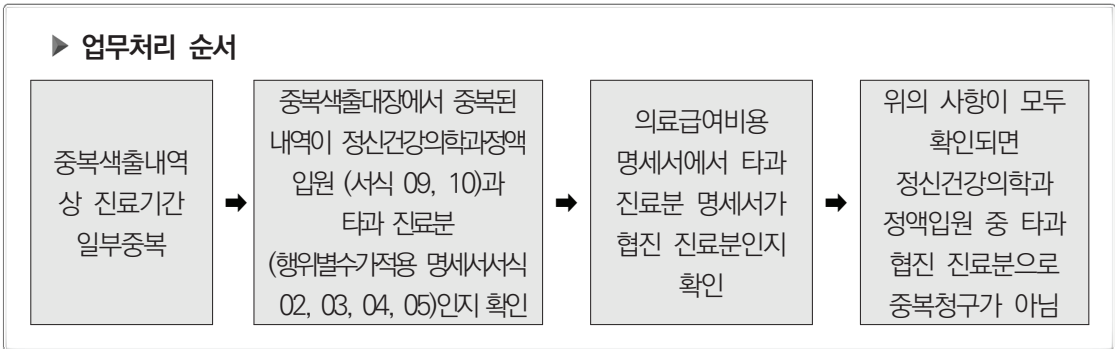 ▶ 업무처리 순서
중복색출내역
상 진료기간
일부중복
➡
중복색출대장에서 중복된
내역이 정신건강의학과정액
입원 (서식 09, 10)과
타과 진료분
(행위별수가적용 명세서서식
02, 03, 04, 05)인지 확인
➡
의료급여비용
명세서에서 타과
진료분 명세서가
협진 진료분인지
확인
➡
위의 사항이 모두
확인되면
정신건강의학과
정액입원 중 타과
협진 진료분으로
중복청구가 아님